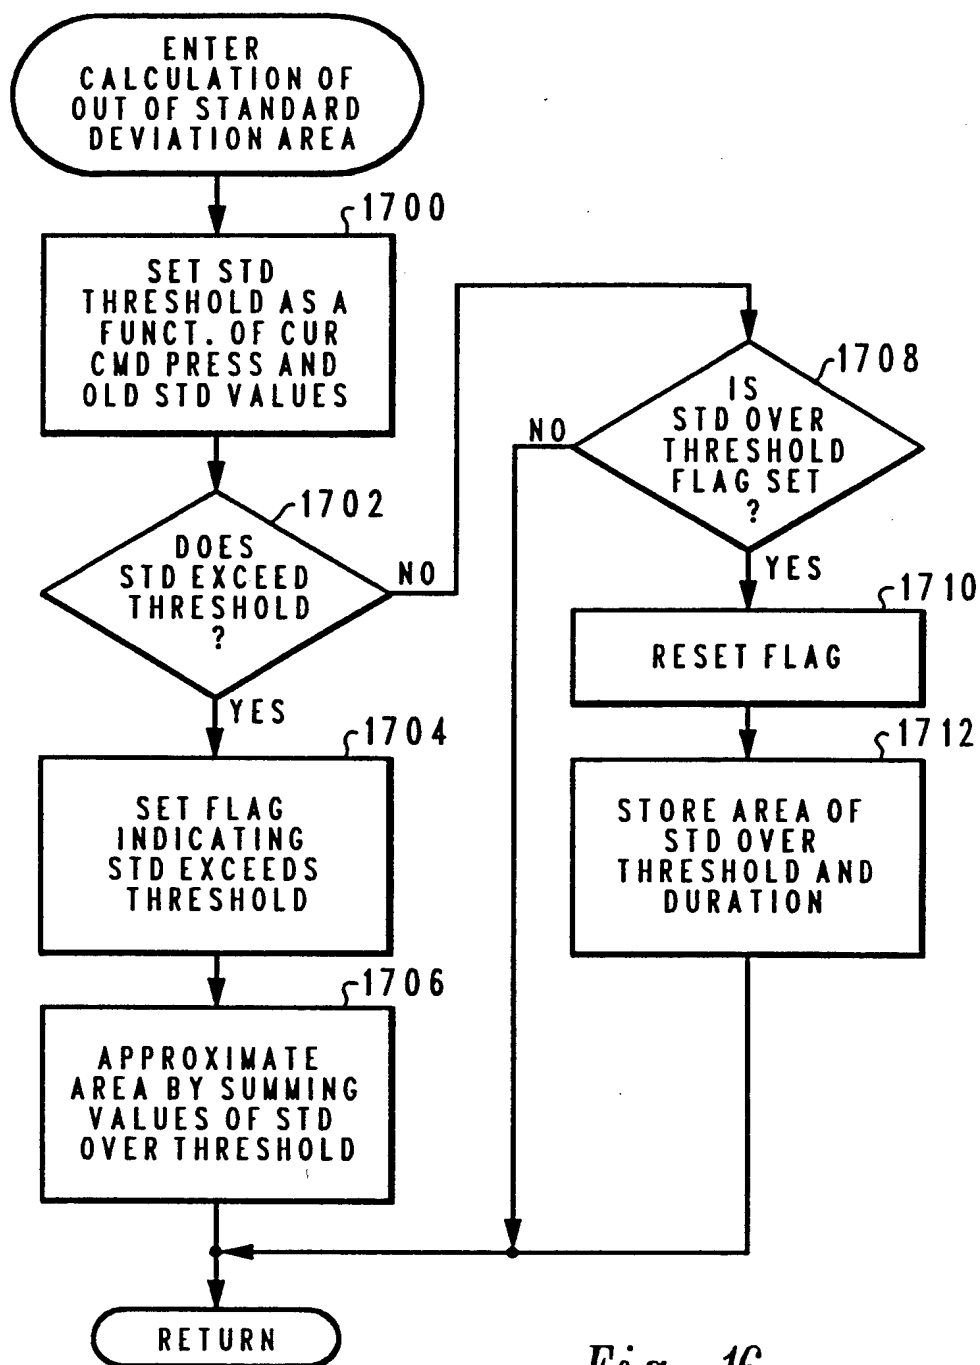 ENTER
CALCULATION OF
OUT OF STANDARD
DEVIATION AREA
1700
SET STD
THRESHOLD AS A
FUNCT. OF CUR
CMD PRESS AND
OLD STD VALUES
1702
DOES
STD EXCEED
THRESHOLD
?
NO
YES
1704
SET FLAG
INDICATING
STD EXCEEDS
THRESHOLD
1706
APPROXIMATE
AREA BY SUMMING
VALUES OF STD
OVER THRESHOLD
1708
IS
STD OVER
THRESHOLD
FLAG SET
?
NO
YES
1710
RESET FLAG
1712
STORE AREA OF
STD OVER
THRESHOLD AND
DURATION
RETURN
Fig. 16